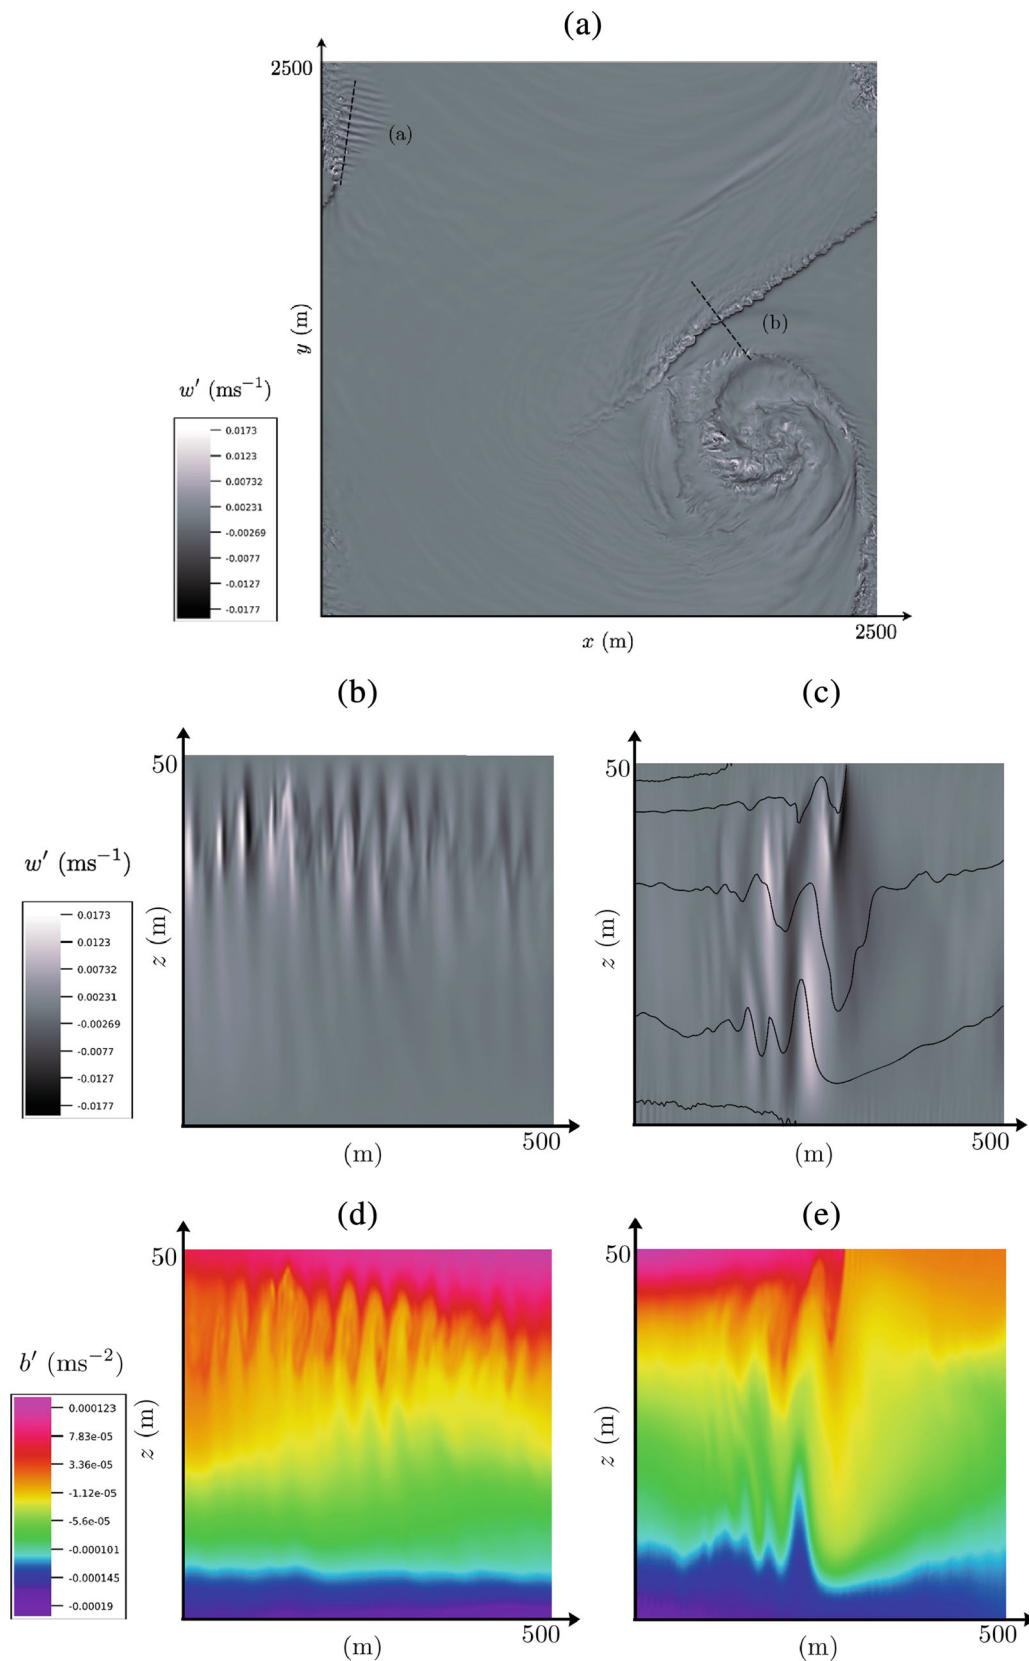 (a)
2500
(a)
y (m)
(b)
w′ (ms⁻¹)
0.0173
0.0123
0.00732
0.00231
-0.00269
-0.0077
-0.0127
-0.0177
x (m)
2500
(b)
(c)
50
50
w′ (ms⁻¹)
0.0173
0.0123
0.00732
0.00231
-0.00269
-0.0077
-0.0127
-0.0177
z (m)
z (m)
500
500
(m)
(m)
(d)
(e)
50
50
b′ (ms⁻²)
0.000123
7.83e-05
3.36e-05
-1.12e-05
-5.6e-05
-0.000101
-0.000145
-0.00019
z (m)
z (m)
500
500
(m)
(m)